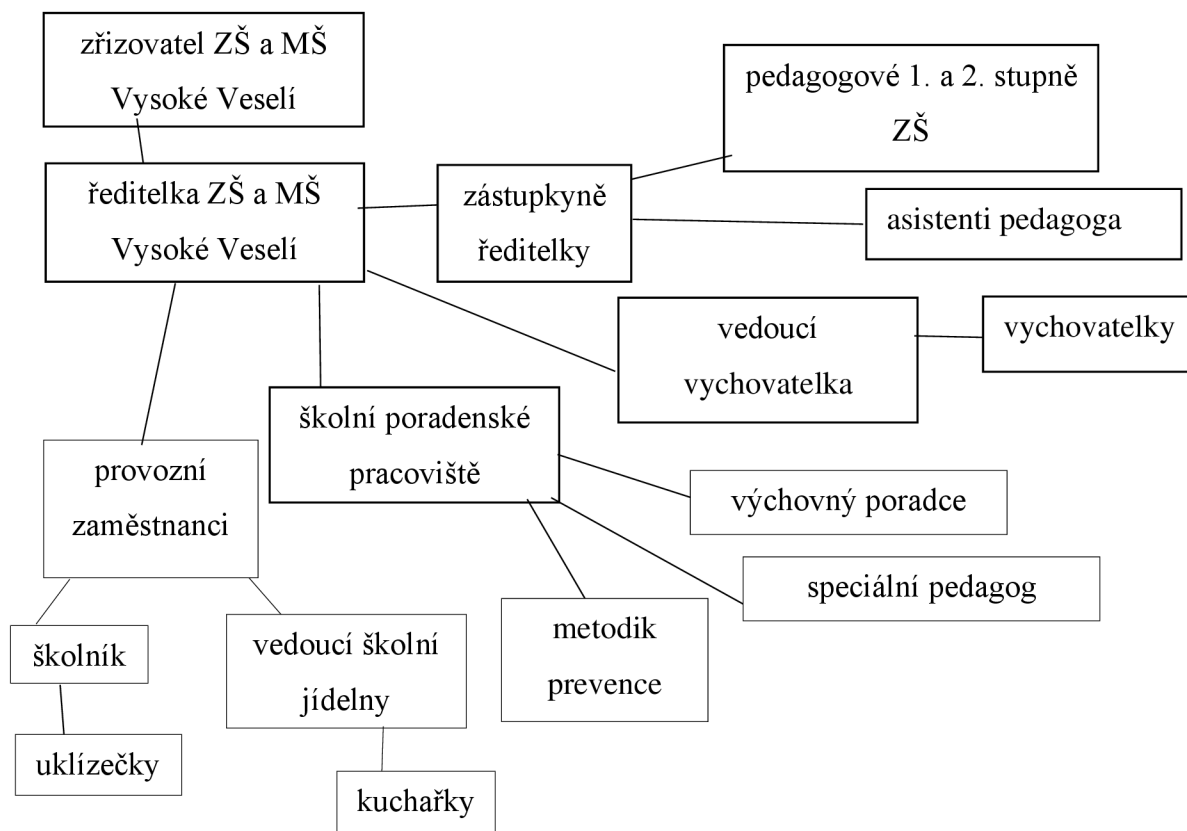 zřizovatel ZŠ a MŠ
Vysoké Veselí
pedagogové 1. a 2. stupně
ZŠ
ředitelka ZŠ a MŠ
Vysoké Veselí
zástupkyně
ředitelky
asistenti pedagoga
vedoucí
vychovatelka
vychovatelky
školní poradenské
pracoviště
provozní
zaměstnanci
výchovný poradce
speciální pedagog
metodik
prevence
školník
vedoucí školní
jídelny
uklízečky
kuchařky